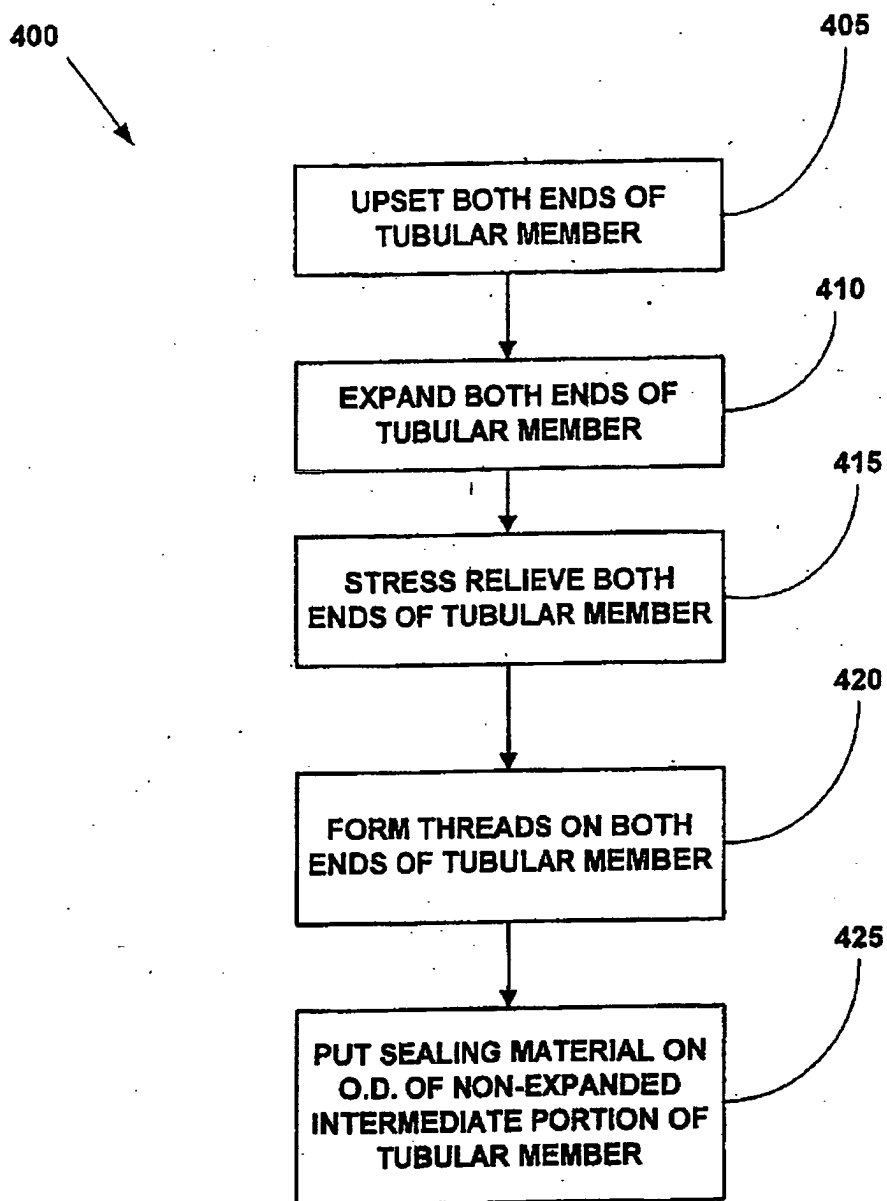 400
405
UPSET BOTH ENDS OF
TUBULAR MEMBER
410
EXPAND BOTH ENDS OF
TUBULAR MEMBER
415
STRESS RELIEVE BOTH
ENDS OF TUBULAR MEMBER
420
FORM THREADS ON BOTH
ENDS OF TUBULAR MEMBER
425
PUT SEALING MATERIAL ON
O.D. OF NON-EXPANDED
INTERMEDIATE PORTION OF
TUBULAR MEMBER